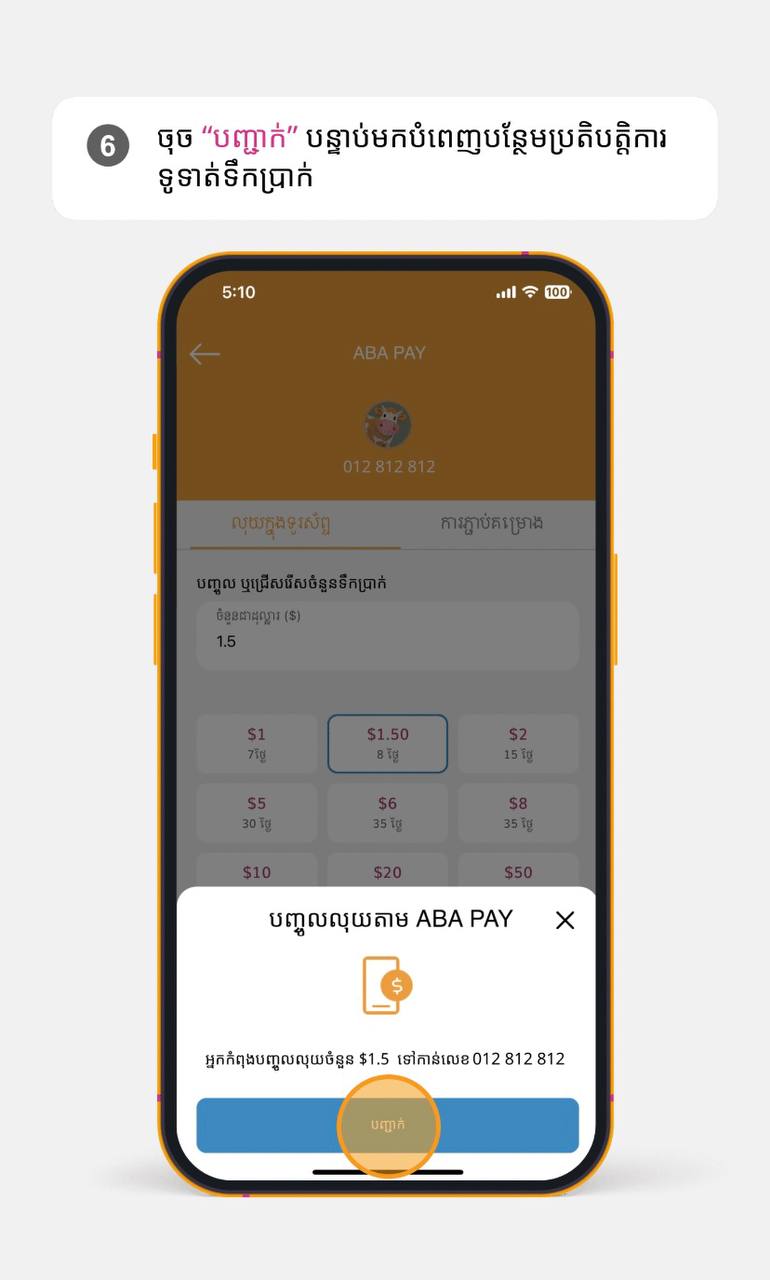 6
ចុច “បញ្ជាក់” បន្ទាប់មកបំពេញបន្ថែមប្រតិបត្តិការ
ទូទាត់ទឹកប្រាក់
5:10
100
ABA PAY
012 812 812
លុយក្នុងទូរស័ព្ទ
ការភ្ជាប់គម្រោង
បញ្ចូល ឬជ្រើសរើសចំនួនទឹកប្រាក់
ចំនួនជាដុល្លារ ($)
1.5
$1 $1.50 $2
7ថ្ងៃ 8 ថ្ងៃ 15 ថ្ងៃ
$5 $6 $8
30 ថ្ងៃ 35 ថ្ងៃ 35 ថ្ងៃ
$10 $20 $50
បញ្ចូលលុយតាម ABA PAY
$
អ្នកកំពុងបញ្ចូលលុយចំនួន $1.5 ទៅកាន់លេខ 012 812 812
បញ្ជាក់